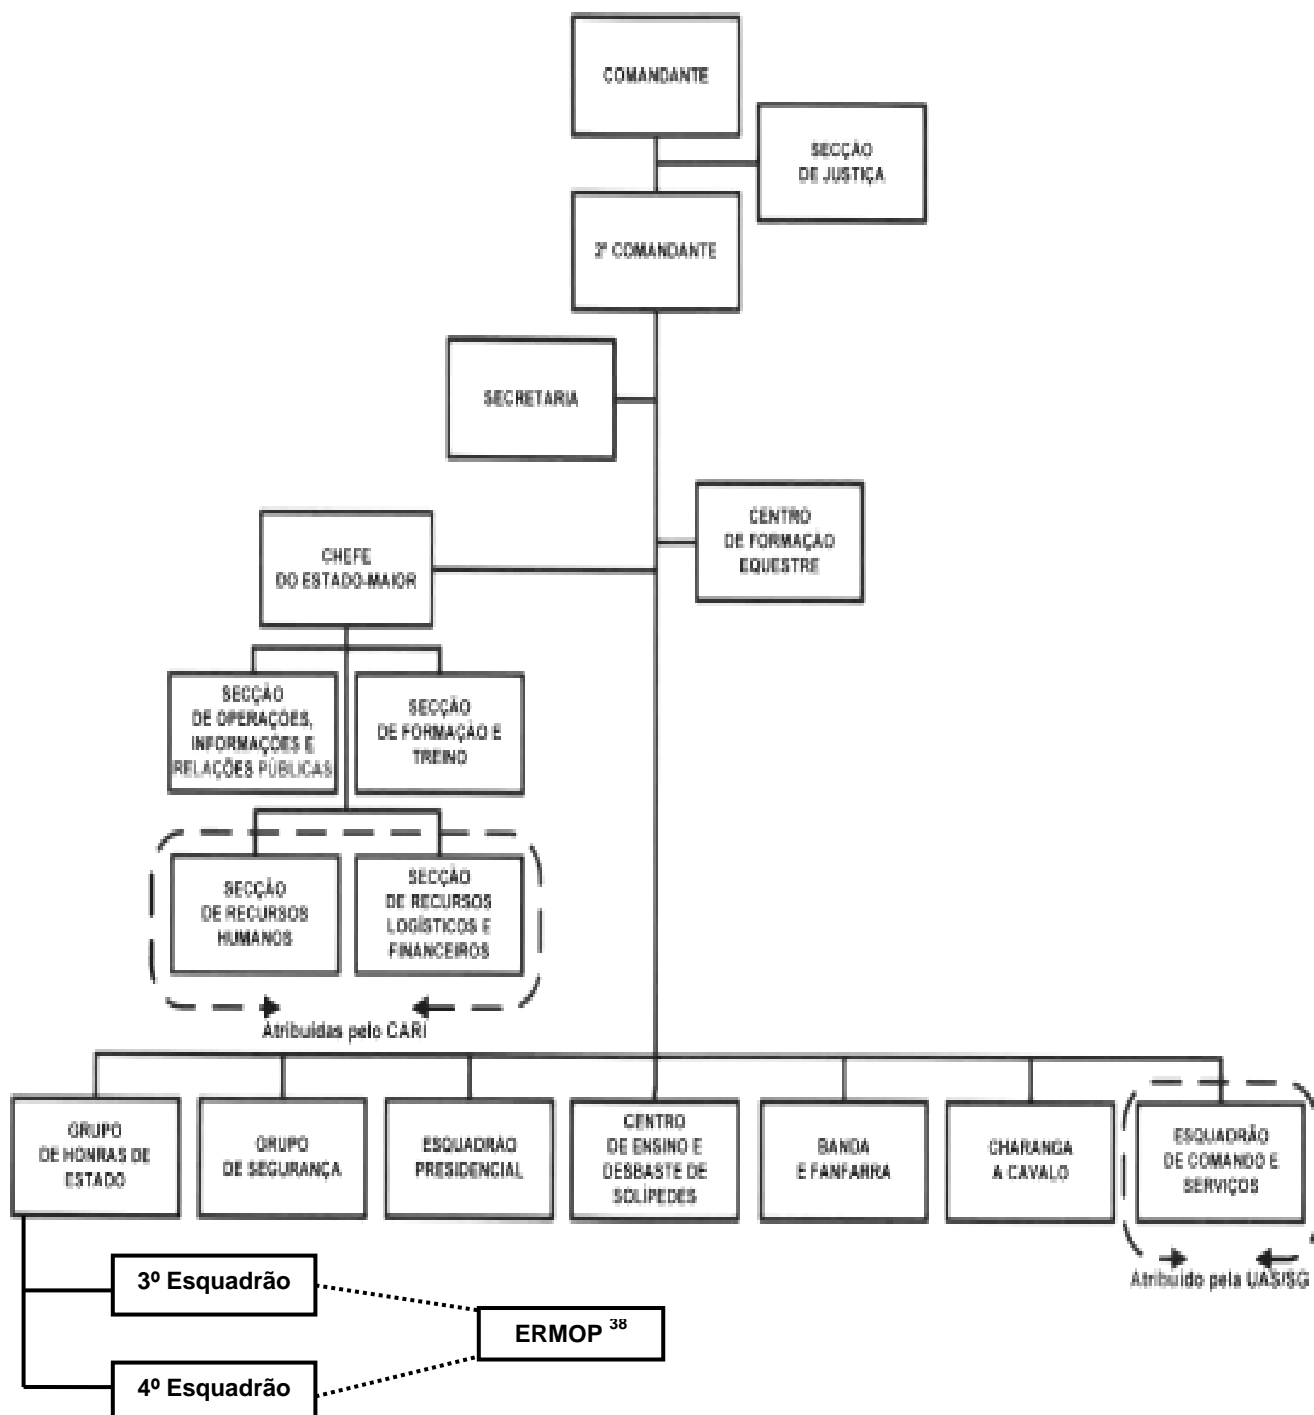 COMANDANTE
SECÇÃO
DE JUSTIÇA
2º COMANDANTE
SECRETARIA
CENTRO
DE FORMAÇÃO
EQUESTRE
CHEFE
DO ESTADO-MAIOR
SECÇÃO
DE OPERAÇÕES,
INFORMAÇÕES E
RELAÇÕES PÚBLICAS
SECÇÃO
DE FORMAÇÃO E
TREINO
SECÇÃO
DE RECURSOS
HUMANOS
SECÇÃO
DE RECURSOS
LOGÍSTICOS E
FINANCEIROS
Atribuídas pelo CARI
GRUPO
DE HONRAS DE
ESTADO
GRUPO
DE SEGURANÇA
ESQUADRÃO
PRESIDENCIAL
CENTRO
DE ENSINO E
DESBASTE DE
SOLÍPEDES
BANDA
E FANFARRA
CHARANGA
A CAVALO
ESQUADRÃO
DE COMANDO E
SERVIÇOS
Atribuído pela UAS/SG
3º Esquadrão
ERMOP 38
4º Esquadrão